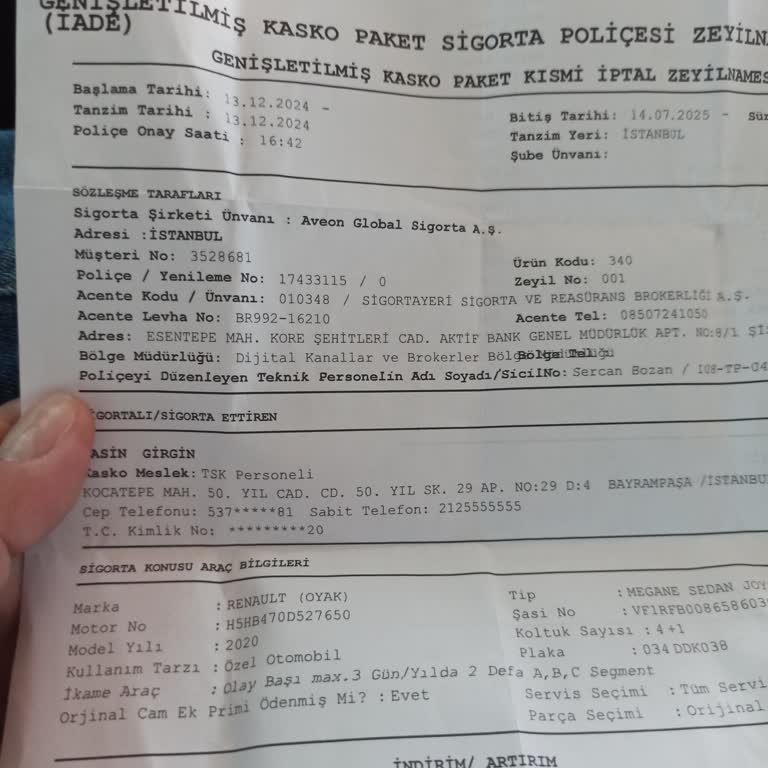 GENİŞLETİLMİŞ KASKO PAKET SİGORTA POLİÇESİ ZEYİLN
(İADE)
GENİŞLETİLMİŞ KASKO PAKET KISMİ İPTAL ZEYİLNAMES
Başlama Tarihi: 13.12.2024 -
Bitiş Tarihi: 14.07.2025 - Sür
Tanzim Tarihi : 13.12.2024
Tanzim Yeri: İSTANBUL
Poliçe Onay Saati : 16:42
Şube Ünvanı:
SÖZLEŞME TARAFLARI
Sigorta Şirketi Ünvanı : Aveon Global Sigorta A.Ş.
Adresi :İSTANBUL
Müşteri No: 3528681
Ürün Kodu: 340
Poliçe / Yenileme No: 17433115 / 0
Zeyil No: 001
Acente Kodu / Ünvanı: 010348 / SİGORTAYERİ SİGORTA VE REASÜRANS BROKERLİĞİ A.Ş.
Acente Levha No: BR992-16210
Acente Tel: 08507241050
Adres: ESENTEPE MAH. KORE ŞEHİTLERİ CAD. AKTİF BANK GENEL MÜDÜRLÜK APT. NO:8/1 Şİ
Bölge Müdürlüğü: Dijital Kanallar ve Brokerler
Bölge Tel:
Poliçeyi Düzenleyen Teknik Personelin Adı Soyadı/SicilNo: Sercan Bozan /
SİGORTALI/SİGORTA ETTİREN
ASİN GİRGİN
Kasko Meslek: TSK Personeli
KOCATEPE MAH. 50. YIL CAD. CD. 50. YIL SK. 29 AP. NO:29 D:4 BAYRAMPAŞA /İSTANBU
Cep Telefonu: 537*****81 Sabit Telefon: 2125555555
T.C. Kimlik No: *********20
SİGORTA KONUSU ARAÇ BİLGİLERİ
Marka : RENAULT (OYAK)
Tip :MEGANE SEDAN JOY
Motor No : H5HB470D527650
Şasi No : VF1RFB008658603
Model Yılı : 2020
Koltuk Sayısı : 4+1
Kullanım Tarzı : Özel Otomobil
Plaka : 034 DDK038
İkame Araç : Olay Başı max.3 Gün/Yılda 2 Defa A,B,C Segment
Servis Seçimi : Tüm Servi
Orjinal Cam Ek Primi Ödenmiş Mi? : Evet
Parça Seçimi : Orijinal
İNDİRİM/ ARTIRIM